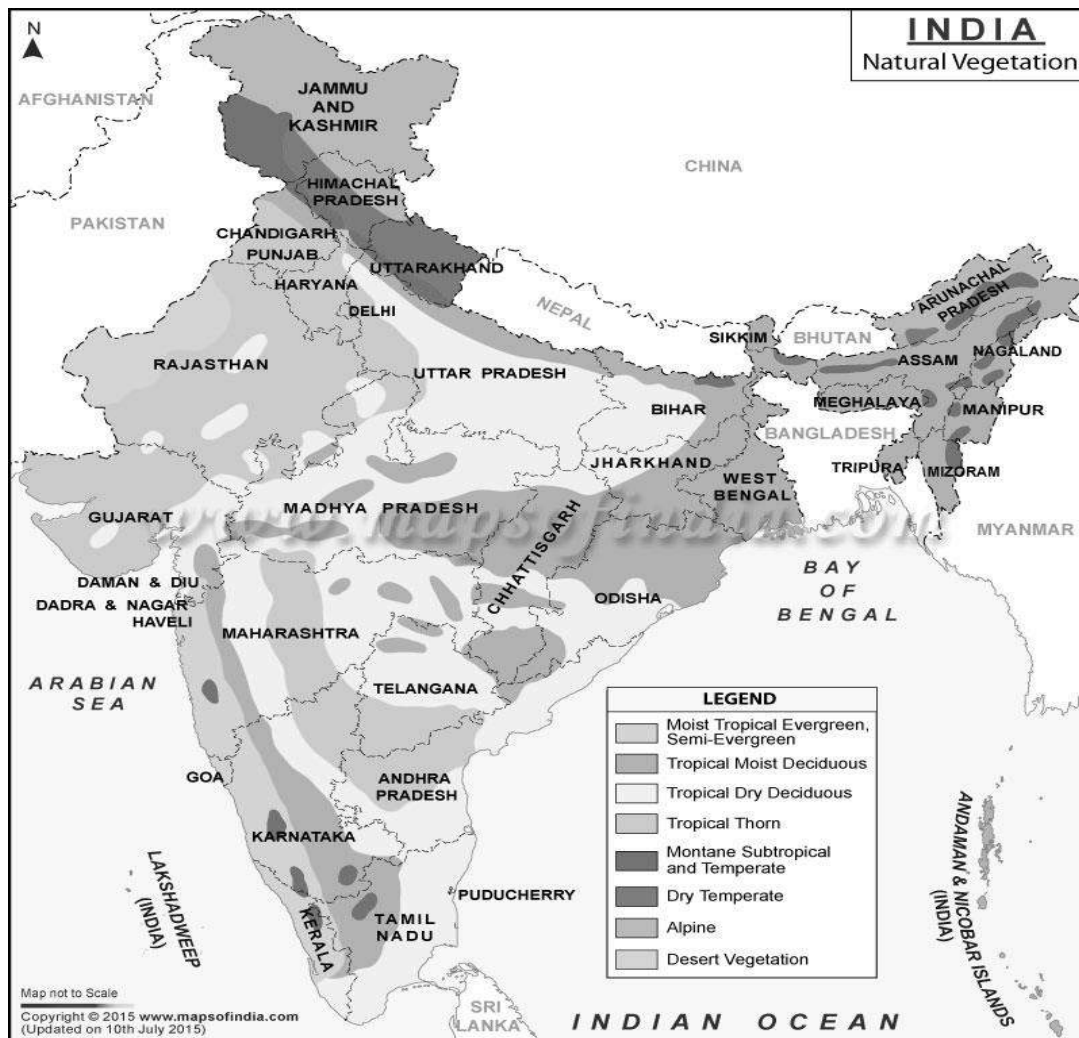 INDIA
Natural Vegetation
N
AFGHANISTAN
JAMMU
AND
KASHMIR
CHINA
PAKISTAN
HIMACHAL
PRADESH
CHANDIGARH
PUNJAB
UTTARAKHAND
HARYANA
DELHI
NEPAL
SIKKIM
BHUTAN
ARUNACHAL
PRADESH
ASSAM
NAGALAND
RAJASTHAN
UTTAR PRADESH
BIHAR
MEGHALAYA
MANIPUR
BANGLADESH
JHARKHAND
WEST
BENGAL
TRIPURA
MIZORAM
GUJARAT
MADHYA PRADESH
CHHATTISGARH
www.mapsofindia.com
MYANMAR
DAMAN & DIU
DADRA & NAGAR
HAVELI
ODISHA
BAY
OF
BENGAL
MAHARASHTRA
ARABIAN
SEA
TELANGANA
GOA
ANDHRA
PRADESH
KARNATAKA
LAKSHADWEEP
(INDIA)
KERALA
TAMIL
NADU
PUDUCHERRY
ANDAMAN & NICOBAR ISLANDS
(INDIA)
SRI
LANKA
INDIAN OCEAN
LEGEND
Moist Tropical Evergreen,
Semi-Evergreen
Tropical Moist Deciduous
Tropical Dry Deciduous
Tropical Thorn
Montane Subtropical
and Temperate
Dry Temperate
Alpine
Desert Vegetation
Map not to Scale
Copyright © 2015 www.mapsofindia.com
(Updated on 10th July 2015)